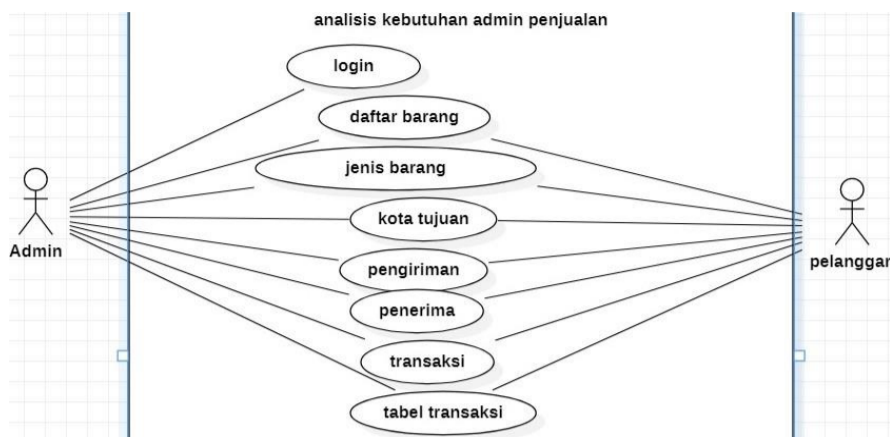 analisis kebutuhan admin penjualan
login
daftar barang
jenis barang
kota tujuan
Admin
pengiriman
pelanggan
penerima
transaksi
tabel transaksi